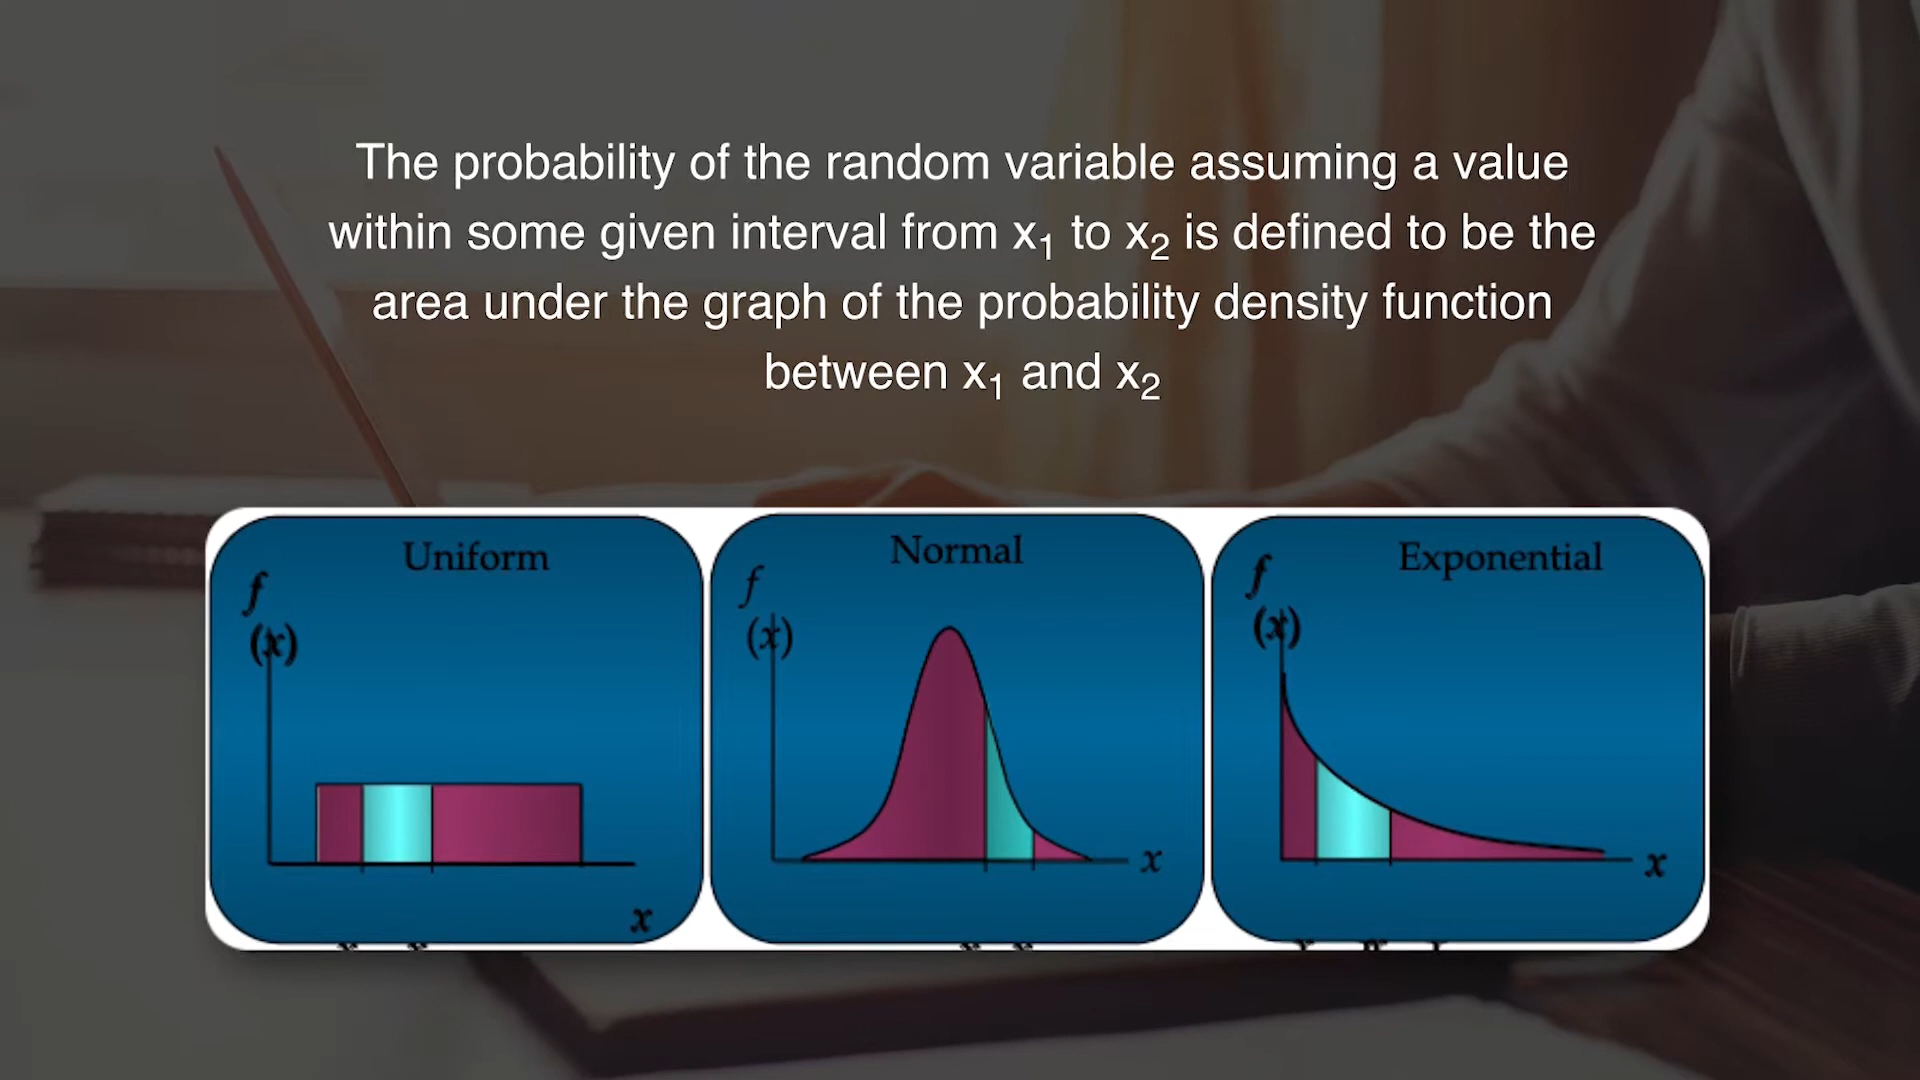 The probability of the random variable assuming a value
within some given interval from x₁ to x₂ is defined to be the
area under the graph of the probability density function
between x₁ and x₂
Uniform
f
(x)
x
Normal
f
(x)
x
Exponential
f
(x)
x